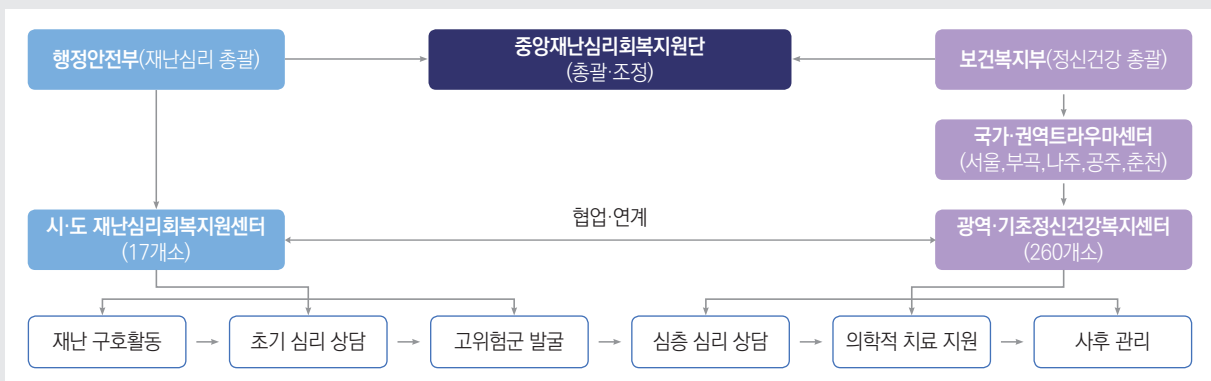 행정안전부(재난심리 총괄)
중앙재난심리회복지원단
(총괄·조정)
보건복지부(정신건강 총괄)
국가·권역트라우마센터
(서울,부곡,나주,공주,춘천)
시·도 재난심리회복지원센터
(17개소)
협업·연계
광역·기초정신건강복지센터
(260개소)
재난 구호활동
초기 심리 상담
고위험군 발굴
심층 심리 상담
의학적 치료 지원
사후 관리